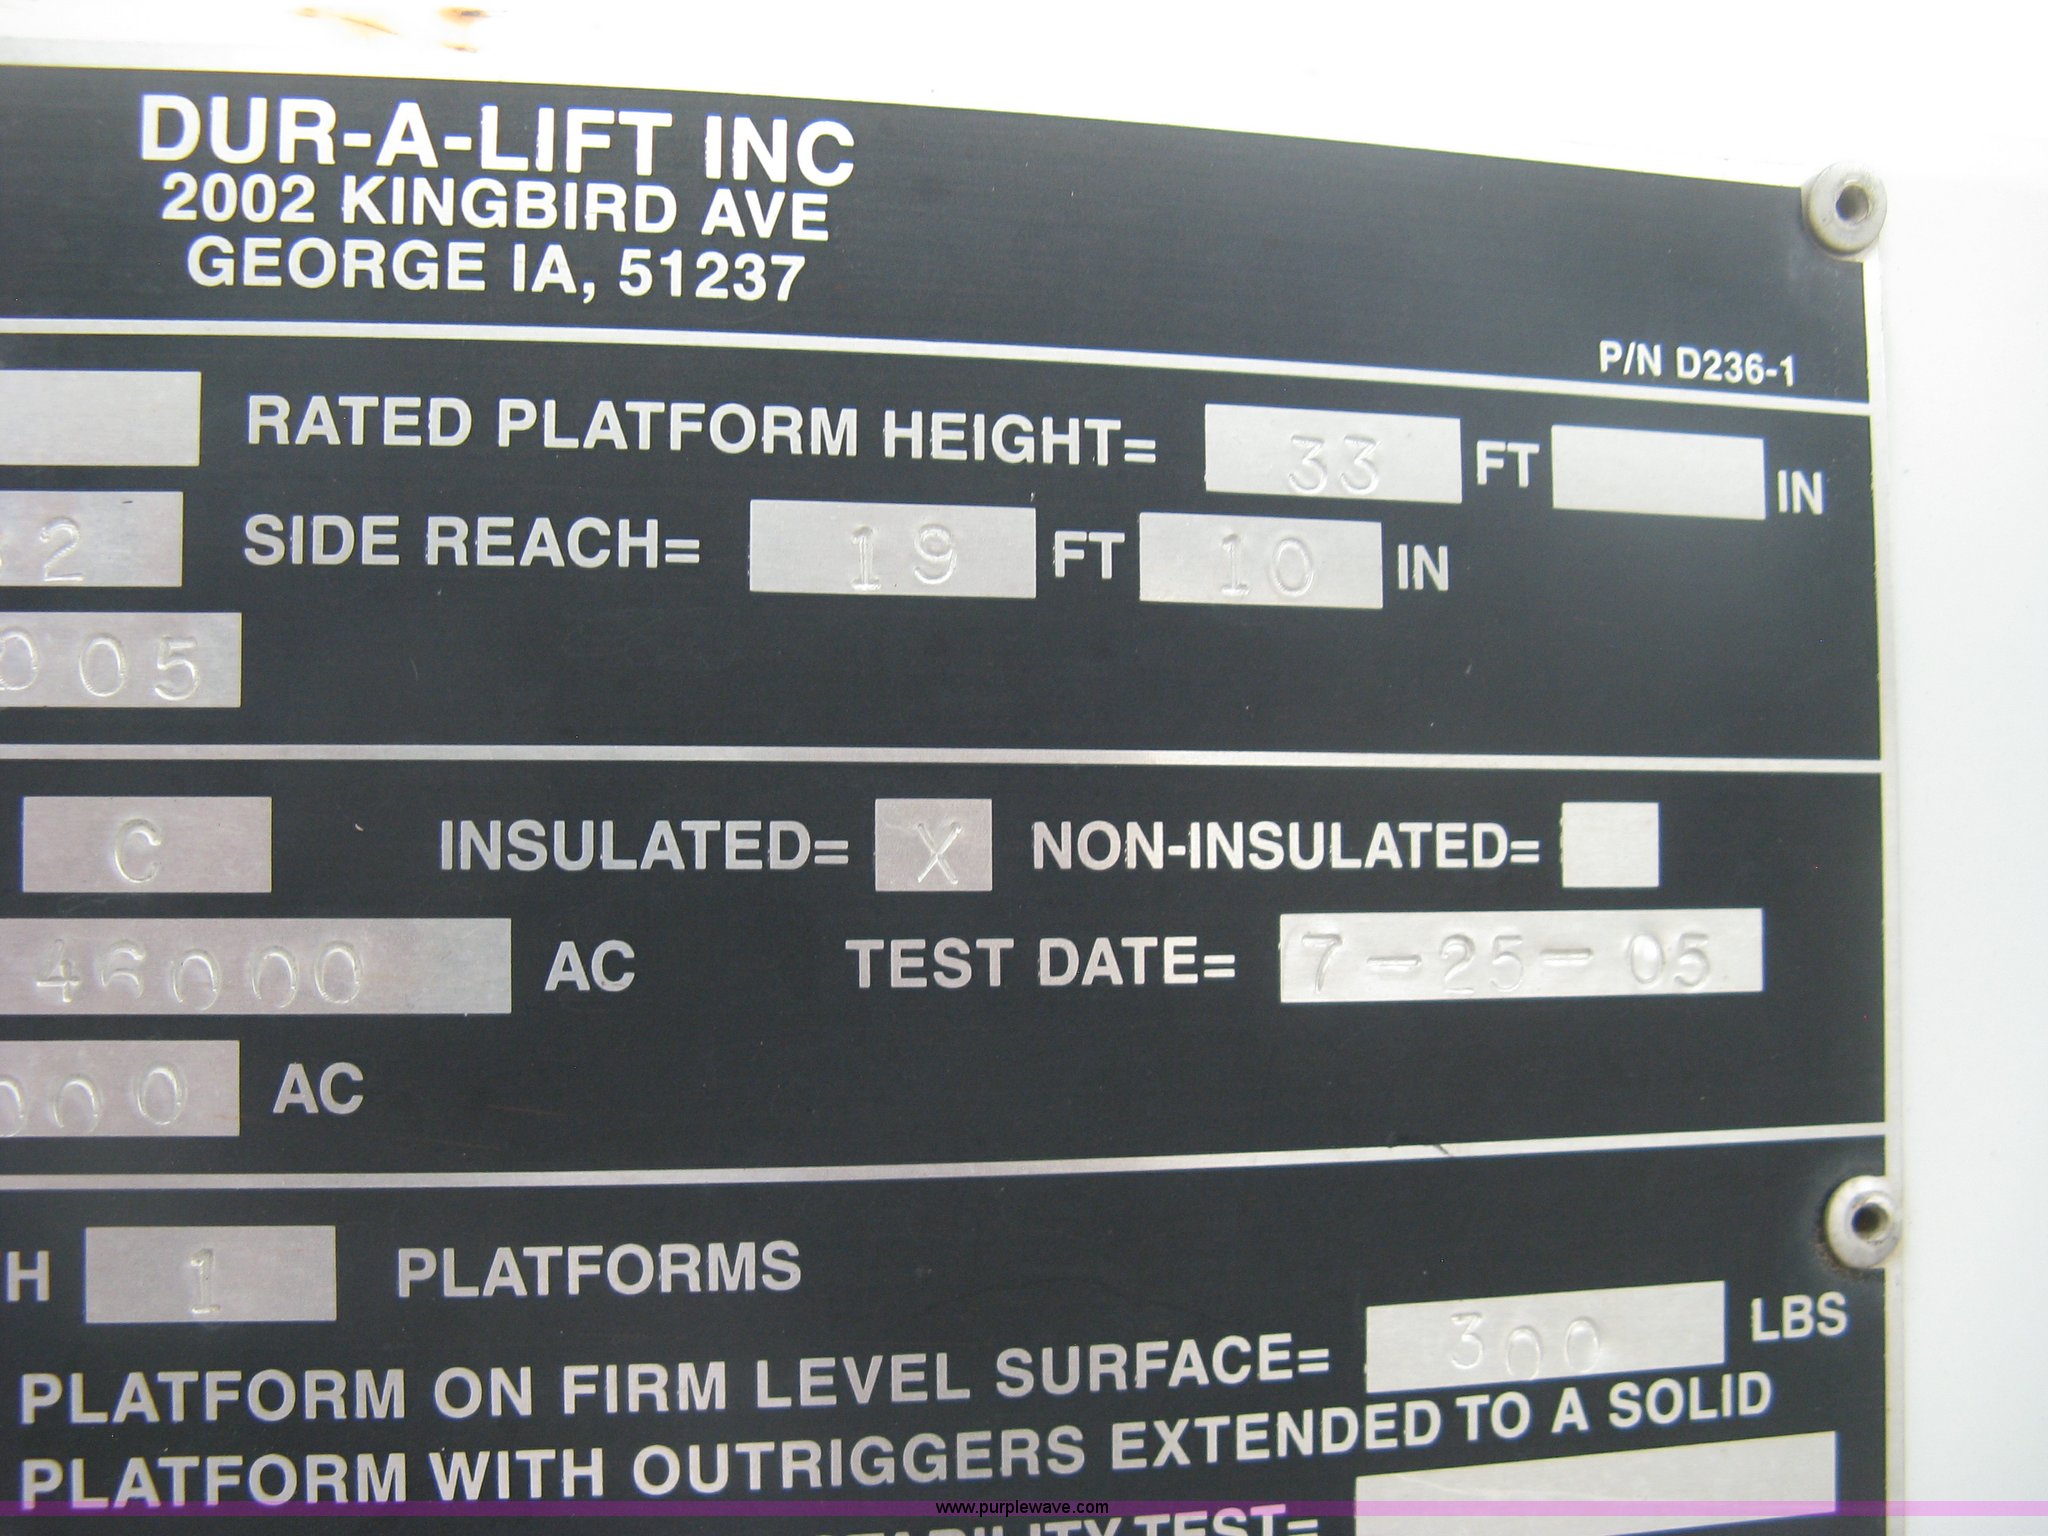 DUR-A-LIFT INC
2002 KINGBIRD AVE
GEORGE IA, 51237
P/N D236-1
RATED PLATFORM HEIGHT= 33 FT IN
2 SIDE REACH= 19 FT 10 IN
005
C INSULATED= X NON-INSULATED=
46000 AC TEST DATE= 7-25-05
000 AC
H 1 PLATFORMS
PLATFORM ON FIRM LEVEL SURFACE= 300 LBS
PLATFORM WITH OUTRIGGERS EXTENDED TO A SOLID
TEST=
www.purplewave.com